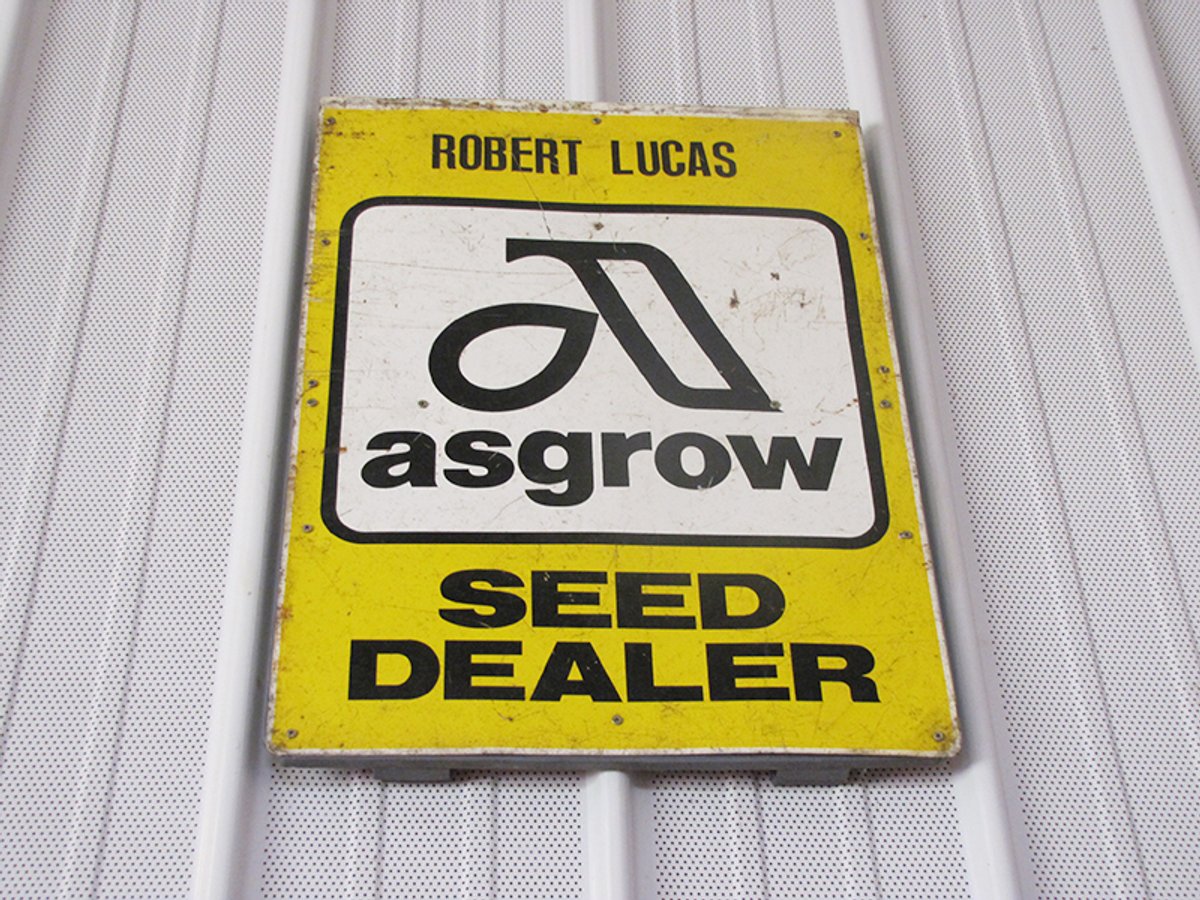 ROBERT LUCAS
asgrow
SEED
DEALER